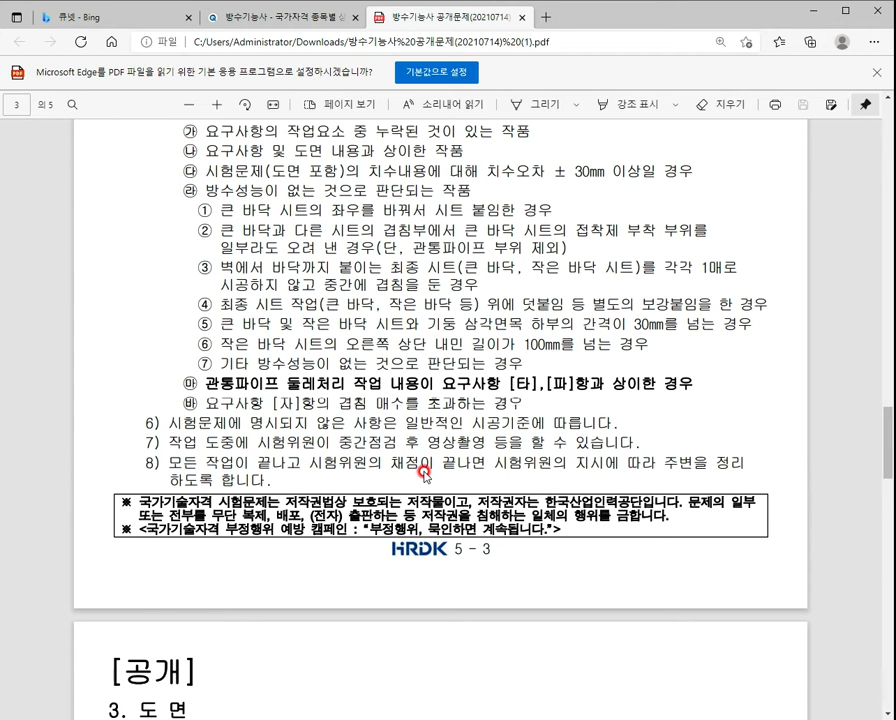 큐넷 - Bing
방수기능사 - 국가자격 종목별 상
방수기능사 공개문제(20210714)
파일
C:/Users/Administrator/Downloads/방수기능사%20공개문제(20210714)%20(1).pdf
Microsoft Edge를 PDF 파일을 읽기 위한 기본 응용 프로그램으로 설정하시겠습니까?
기본값으로 설정
3 의 5
페이지 보기
소리내어 읽기
그리기
강조 표시
지우기
㉮ 요구사항의 작업요소 중 누락된 것이 있는 작품
㉯ 요구사항 및 도면 내용과 상이한 작품
㉰ 시험문제(도면 포함)의 치수내용에 대해 치수오차 ± 30mm 이상일 경우
㉱ 방수성능이 없는 것으로 판단되는 작품
① 큰 바닥 시트의 좌우를 바꿔서 시트 붙임한 경우
② 큰 바닥과 다른 시트의 겹침부에서 큰 바닥 시트의 접착제 부착 부위를
일부라도 오려 낸 경우(단, 관통파이프 부위 제외)
③ 벽에서 바닥까지 붙이는 최종 시트(큰 바닥, 작은 바닥 시트)를 각각 1매로
시공하지 않고 중간에 겹침을 둔 경우
④ 최종 시트 작업(큰 바닥, 작은 바닥 등) 위에 덧붙임 등 별도의 보강붙임을 한 경우
⑤ 큰 바닥 및 작은 바닥 시트와 기둥 삼각면목 하부의 간격이 30mm를 넘는 경우
⑥ 작은 바닥 시트의 오른쪽 상단 내민 길이가 100mm를 넘는 경우
⑦ 기타 방수성능이 없는 것으로 판단되는 경우
㉲ 관통파이프 둘레처리 작업 내용이 요구사항 [타],[파]항과 상이한 경우
㉳ 요구사항 [자]항의 겹침 매수를 초과하는 경우
6) 시험문제에 명시되지 않은 사항은 일반적인 시공기준에 따릅니다.
7) 작업 도중에 시험위원이 중간점검 후 영상촬영 등을 할 수 있습니다.
8) 모든 작업이 끝나고 시험위원의 채점이 끝나면 시험위원의 지시에 따라 주변을 정리
하도록 합니다.
※ 국가기술자격 시험문제는 저작권법상 보호되는 저작물이고, 저작권자는 한국산업인력공단입니다. 문제의 일부
또는 전부를 무단 복제, 배포, (전자) 출판하는 등 저작권을 침해하는 일체의 행위를 금합니다.
※ <국가기술자격 부정행위 예방 캠페인 : "부정행위, 묵인하면 계속됩니다.">
HRDK 5 - 3
[공개]
3. 도 면